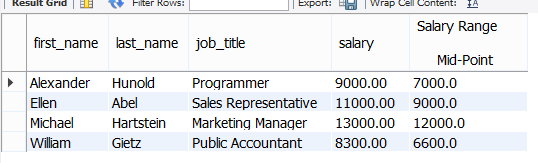 Result Grid Filter Rows: Export: Wrap Cell Content:
first_name last_name job_title salary Salary Range
Mid-Point
Alexander Hunold Programmer 9000.00 7000.0
Ellen Abel Sales Representative 11000.00 9000.0
Michael Hartstein Marketing Manager 13000.00 12000.0
William Gietz Public Accountant 8300.00 6600.0